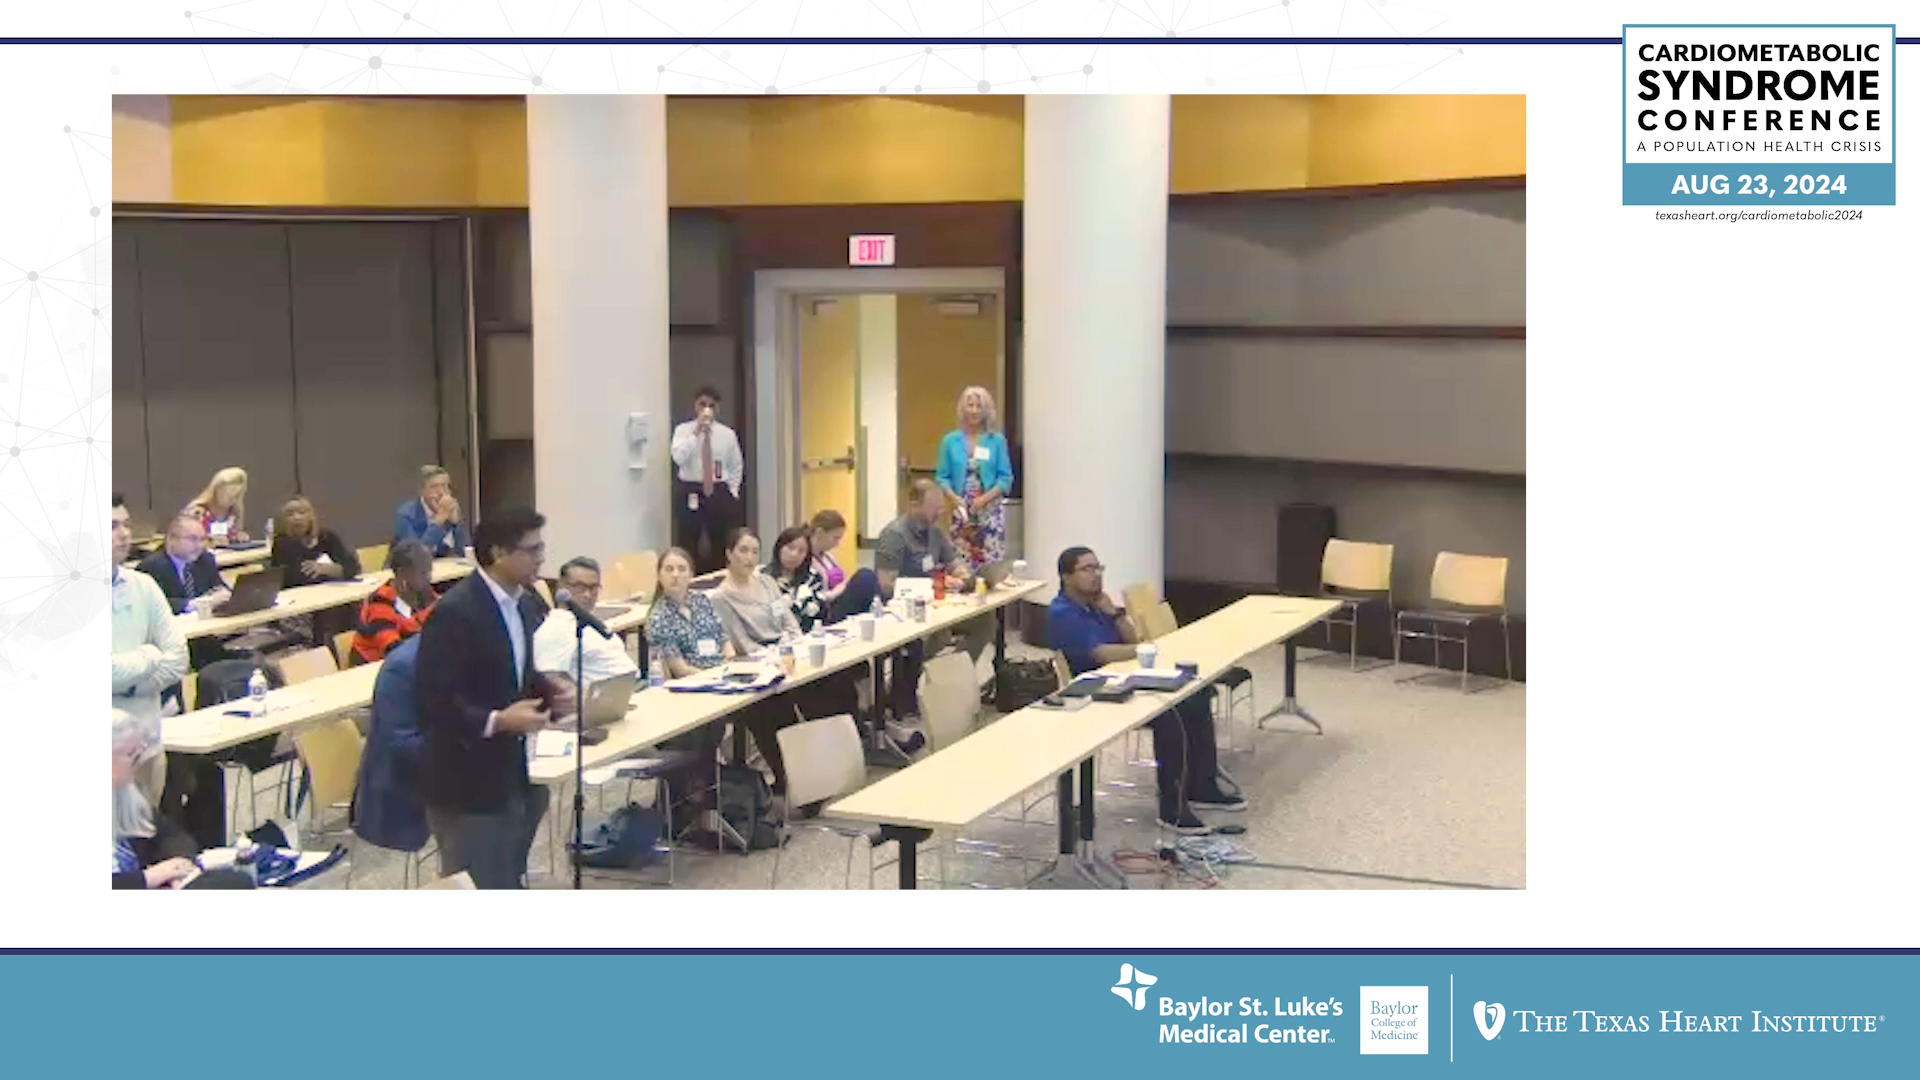 CARDIOMETABOLIC
SYNDROME
CONFERENCE
A POPULATION HEALTH CRISIS
AUG 23, 2024
texasheart.org/cardiometabolic2024
EXIT
Baylor St. Luke's
Medical Center™
Baylor
College of
Medicine
THE TEXAS HEART INSTITUTE®